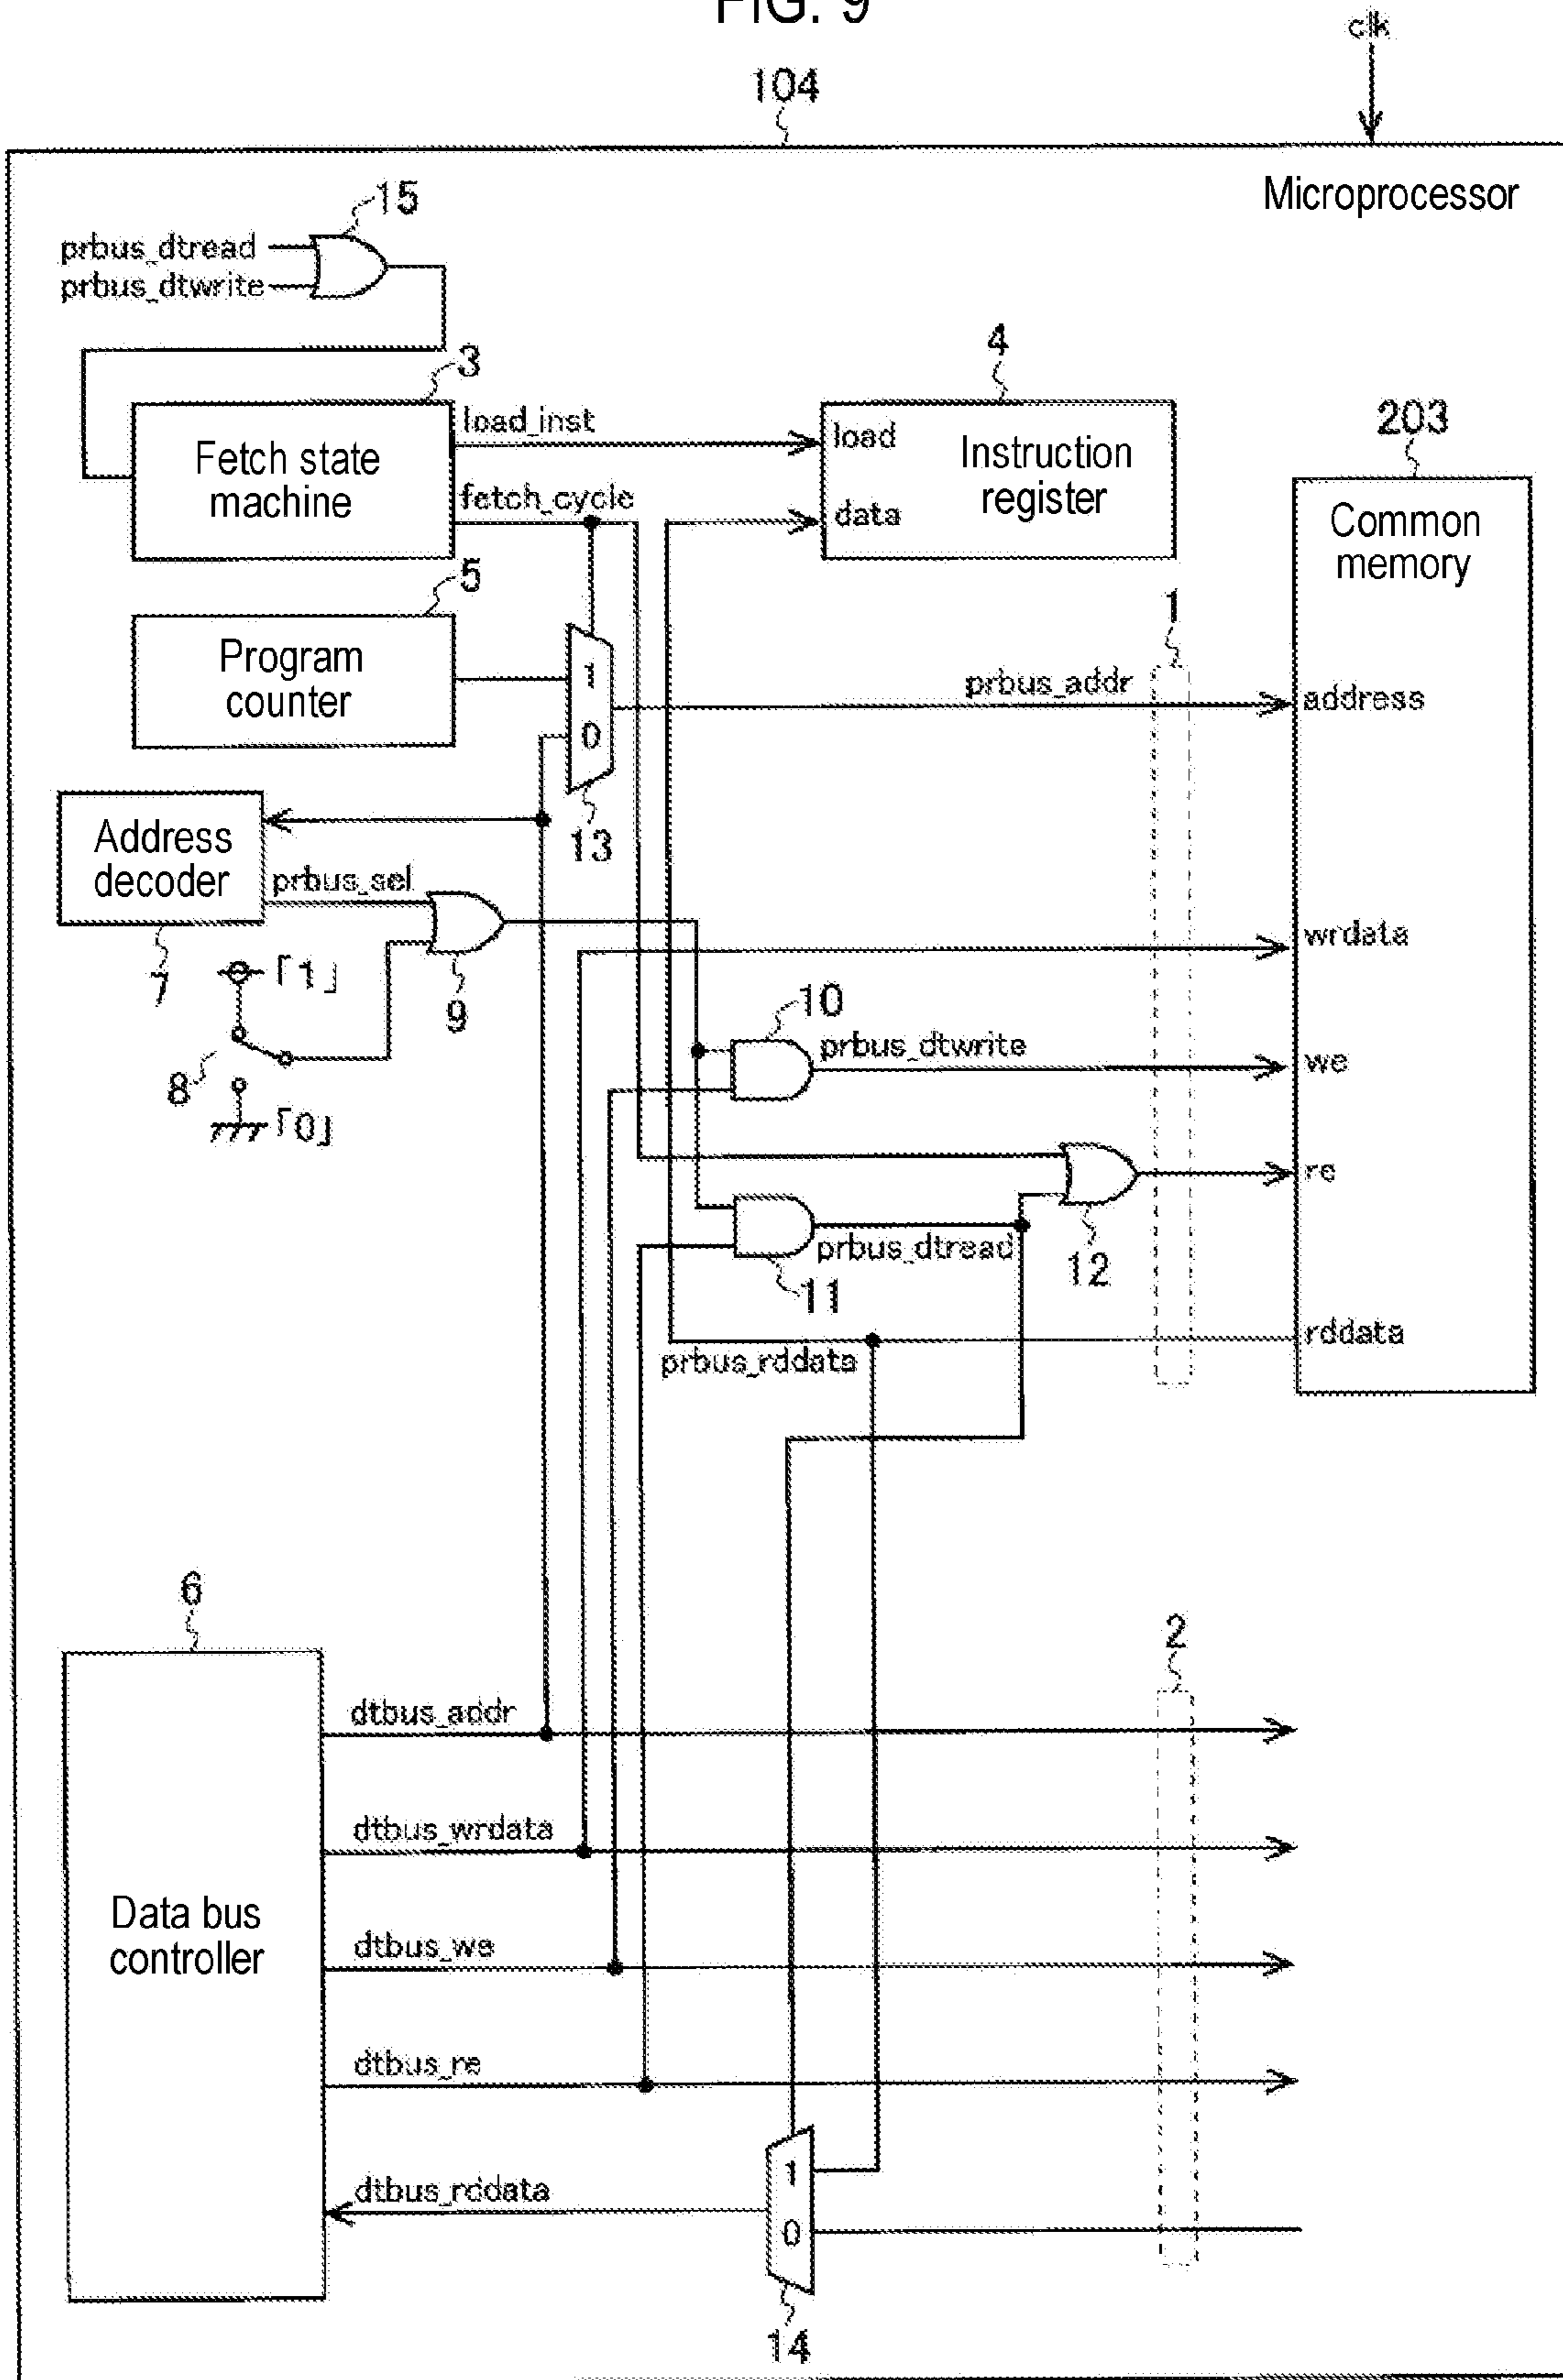 FIG. 9
clk
104
Microprocessor
15
prbus_dtread
prbus_dtwrite
3
4
load_inst
load
Instruction
register
203
Fetch state
machine
fetch_cycle
data
Common
memory
5
1
Program
counter
1
prbus_addr
address
0
13
Address
decoder
prbus_sel
wrdata
7
「1」
9
10
prbus_dtwrite
we
8
「0」
re
prbus_dtread
12
11
rddata
prbus_rddata
6
2
dtbus_addr
dtbus_wrdata
Data bus
controller
dtbus_we
dtbus_re
1
dtbus_rddata
0
14